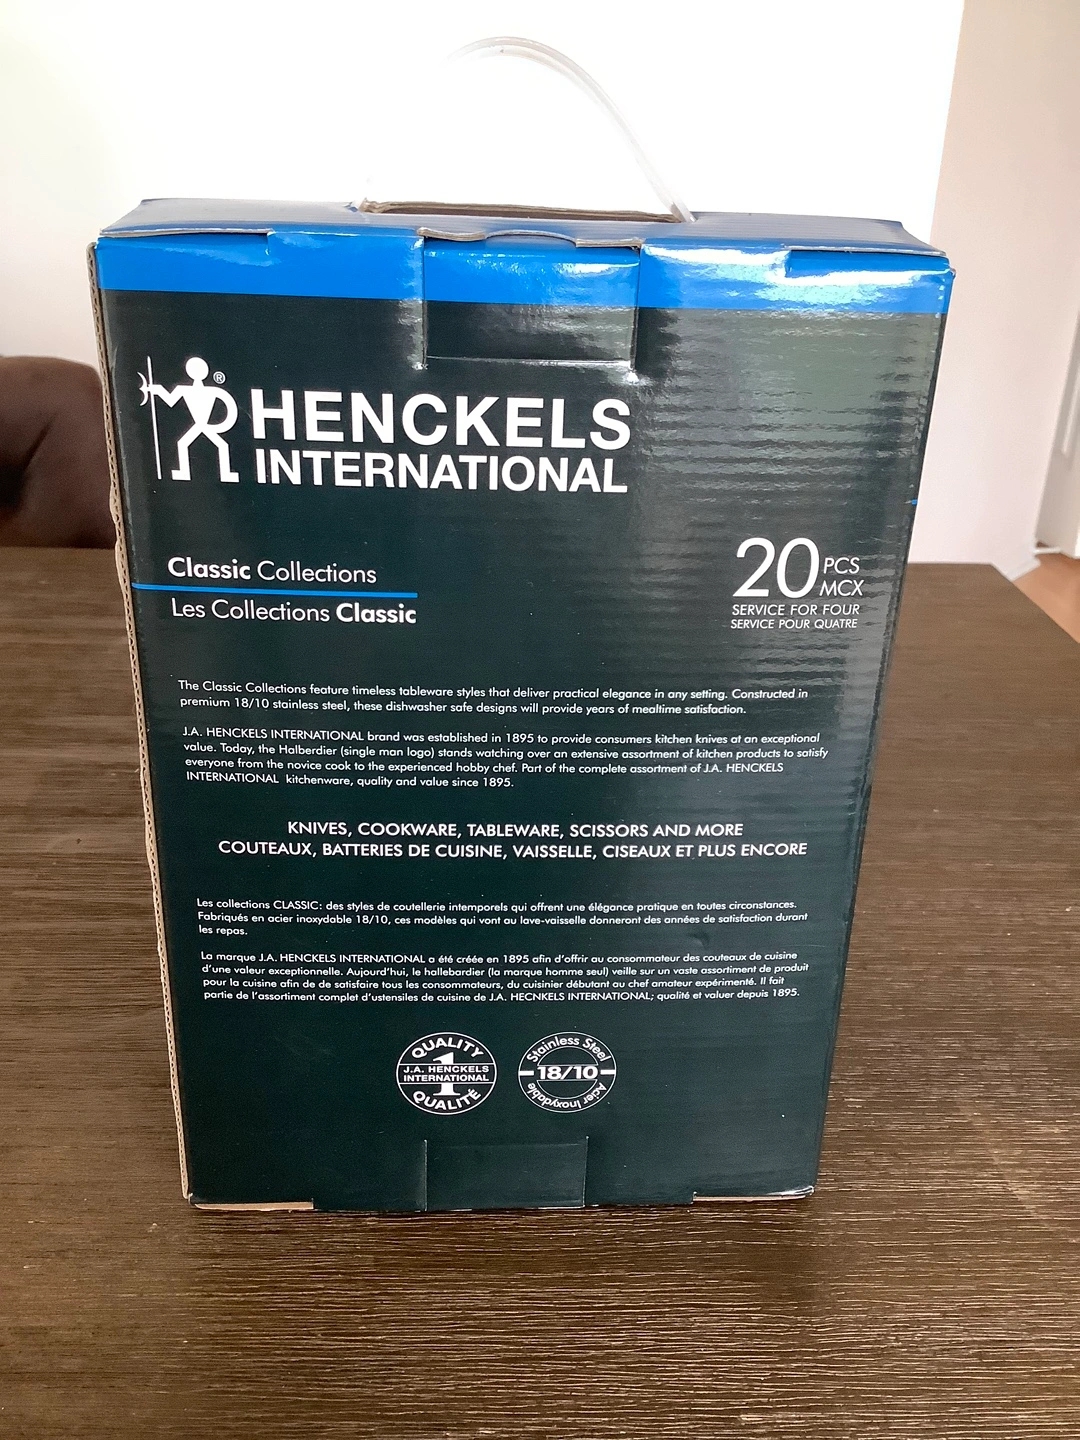 ®
HENCKELS
INTERNATIONAL
Classic Collections
Les Collections Classic
20 PCS
MCX
SERVICE FOR FOUR
SERVICE POUR QUATRE
The Classic Collections feature timeless tableware styles that deliver practical elegance in any setting. Constructed in
premium 18/10 stainless steel, these dishwasher safe designs will provide years of mealtime satisfaction.
J.A. HENCKELS INTERNATIONAL brand was established in 1895 to provide consumers kitchen knives at an exceptional
value. Today, the Halberdier (single man logo) stands watching over an extensive assortment of kitchen products to satisfy
everyone from the novice cook to the experienced hobby chef. Part of the complete assortment of J.A. HENCKELS
INTERNATIONAL kitchenware, quality and value since 1895.
KNIVES, COOKWARE, TABLEWARE, SCISSORS AND MORE
COUTEAUX, BATTERIES DE CUISINE, VAISSELLE, CISEAUX ET PLUS ENCORE
Les collections CLASSIC: des styles de coutellerie intemporels qui offrent une élégance pratique en toutes circonstances.
Fabriqués en acier inoxydable 18/10, ces modèles qui vont au lave-vaisselle donneront des années de satisfaction durant
les repas.
La marque J.A. HENCKELS INTERNATIONAL a été créée en 1895 afin d'offrir au consommateur des couteaux de cuisine
d'une valeur exceptionnelle. Aujourd'hui, le hallebardier (la marque homme seul) veille sur un vaste assortiment de produit
pour la cuisine afin de de satisfaire tous les consommateurs, du cuisinier débutant au chef amateur expérimenté. Il fait
partie de l'assortiment complet d'ustensiles de cuisine de J.A. HECNKELS INTERNATIONAL; qualité et valuer depuis 1895.
QUALITY
1
J.A. HENCKELS
INTERNATIONAL
QUALITÉ
Stainless Steel
18/10
Acier Inoxydable